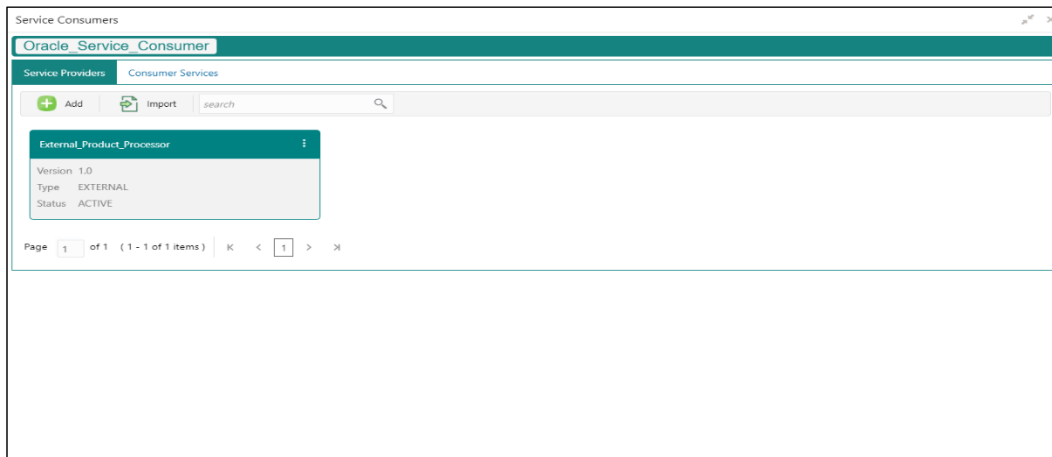 Service Consumers
Oracle_Service_Consumer
Service Providers Consumer Services
Add Import search
External_Product_Processor
Version 1.0
Type EXTERNAL
Status ACTIVE
Page 1 of 1 ( 1 - 1 of 1 items ) 1